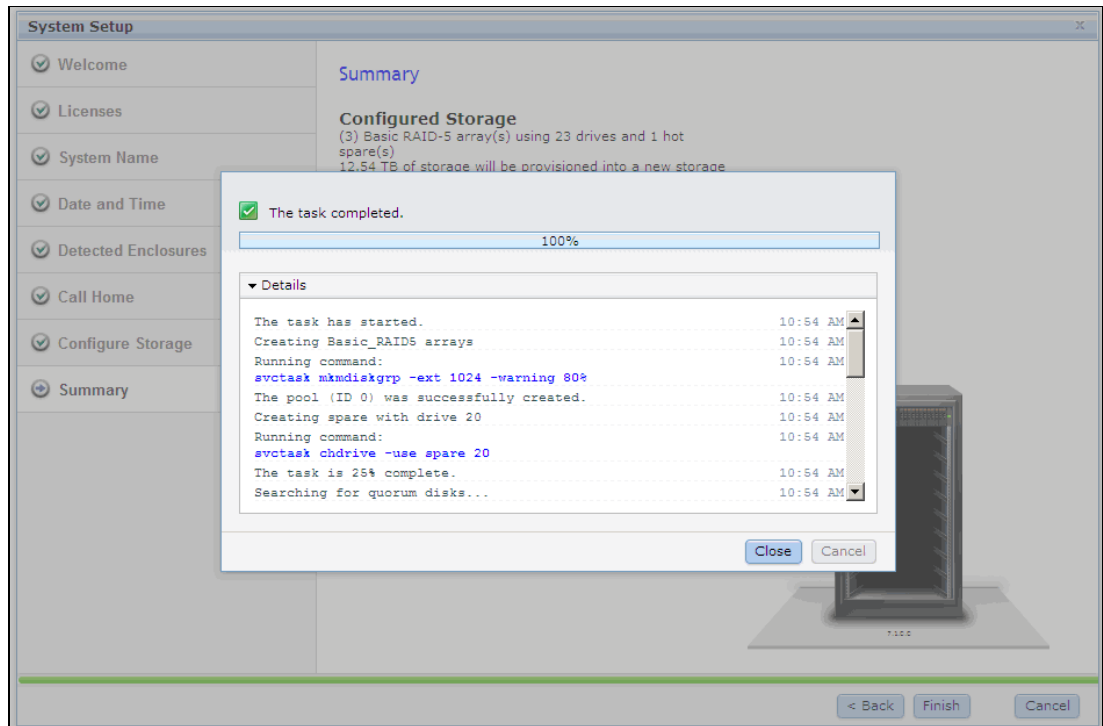 System Setup
x
Welcome
Licenses
System Name
Date and Time
Detected Enclosures
Call Home
Configure Storage
Summary
Summary
Configured Storage
(3) Basic RAID-5 array(s) using 23 drives and 1 hot
spare(s)
12.54 TB of storage will be provisioned into a new storage
The task completed.
100%
Details
The task has started. 10:54 AM
Creating Basic_RAID5 arrays 10:54 AM
Running command: 10:54 AM
svctask mkmdiskgrp -ext 1024 -warning 80%
The pool (ID 0) was successfully created. 10:54 AM
Creating spare with drive 20 10:54 AM
Running command: 10:54 AM
svctask chdrive -use spare 20
The task is 25% complete. 10:54 AM
Searching for quorum disks... 10:54 AM
Close Cancel
7.1.0.0
< Back Finish Cancel